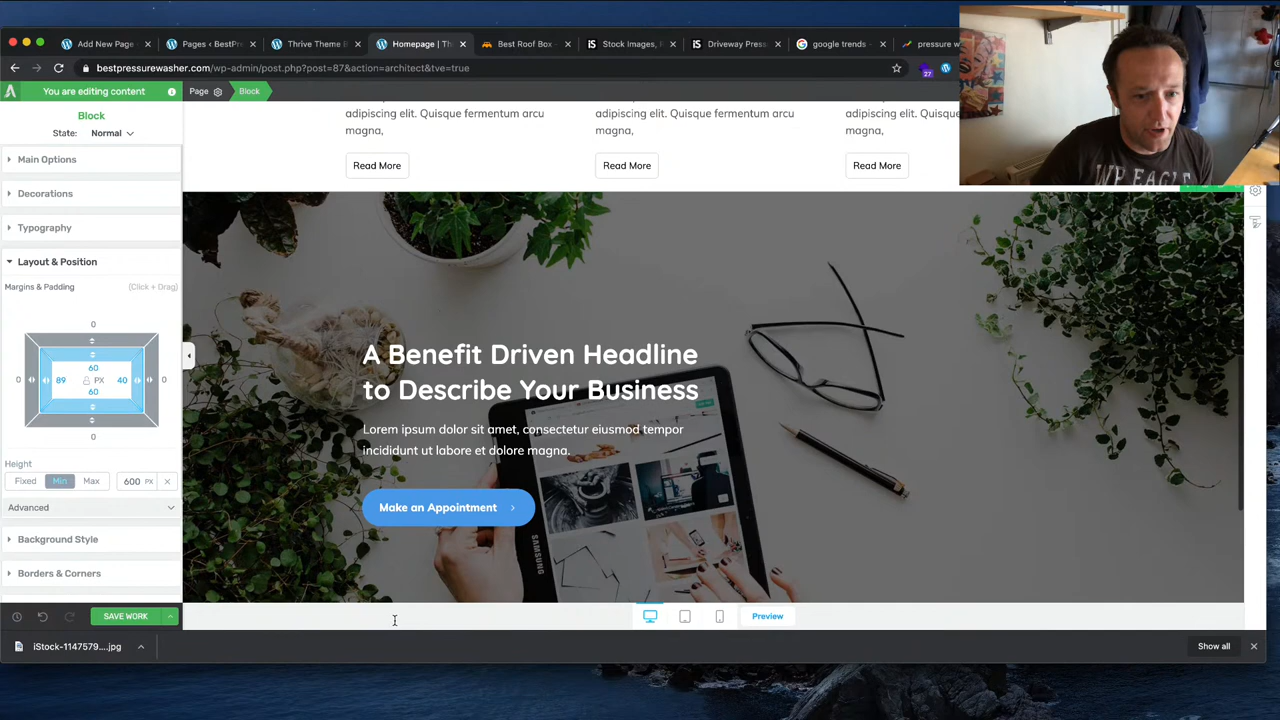 Add New Page
Pages < BestPr
Thrive Theme B
Homepage | Th
Best Roof Box -
Stock Images, R
Driveway Press
google trends -
pressure w
bestpressurewasher.com/wp-admin/post.php?post=87&action=architect&tve=true
27
You are editing content
Page
Block
Block
State: Normal
Main Options
Decorations
Typography
Layout & Position
Margins & Padding
(Click + Drag)
0
60
0
89
PX
40
0
60
0
Height
Fixed
Min
Max
600 PX
Advanced
Background Style
Borders & Corners
SAVE WORK
adipiscing elit. Quisque fermentum arcu
magna,
Read More
adipiscing elit. Quisque fermentum arcu
magna,
Read More
adipiscing elit. Quisque fermentum arcu
magna,
Read More
A Benefit Driven Headline
to Describe Your Business
Lorem ipsum dolor sit amet, consectetur eiusmod tempor
incididunt ut labore et dolore magna.
Make an Appointment
SAMSUNG
Preview
WP EAGLE
iStock-1147579....jpg
Show all